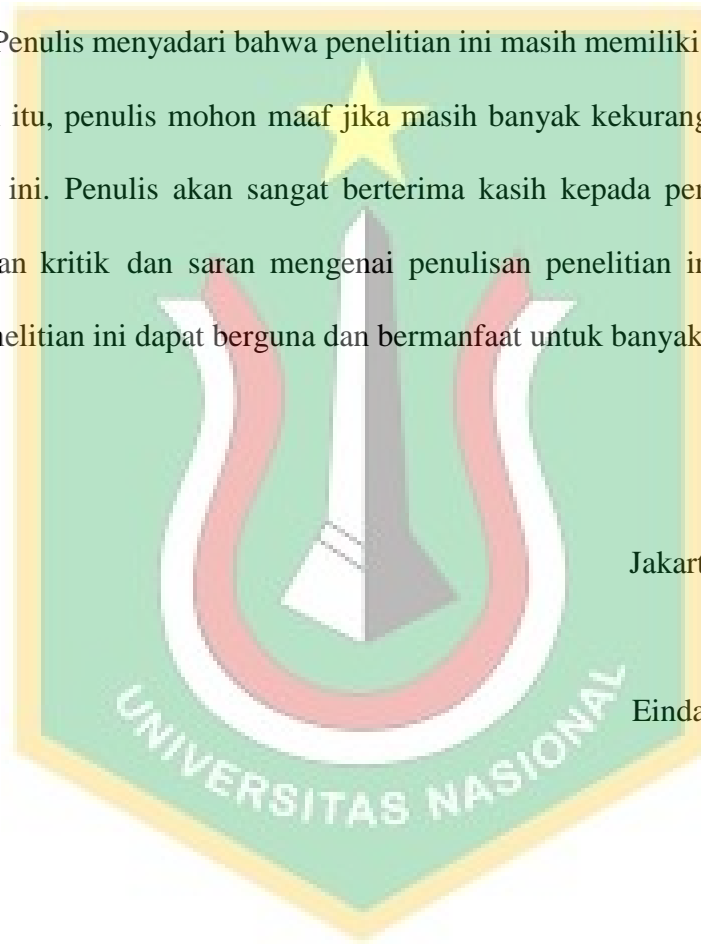 Penulis menyadari bahwa penelitian ini masih memiliki
itu, penulis mohon maaf jika masih banyak kekurang
ini. Penulis akan sangat berterima kasih kepada pe
an kritik dan saran mengenai penulisan penelitian in
nelitian ini dapat berguna dan bermanfaat untuk banyak
Jakart
Einda
UNIVERSITAS NASIONAL